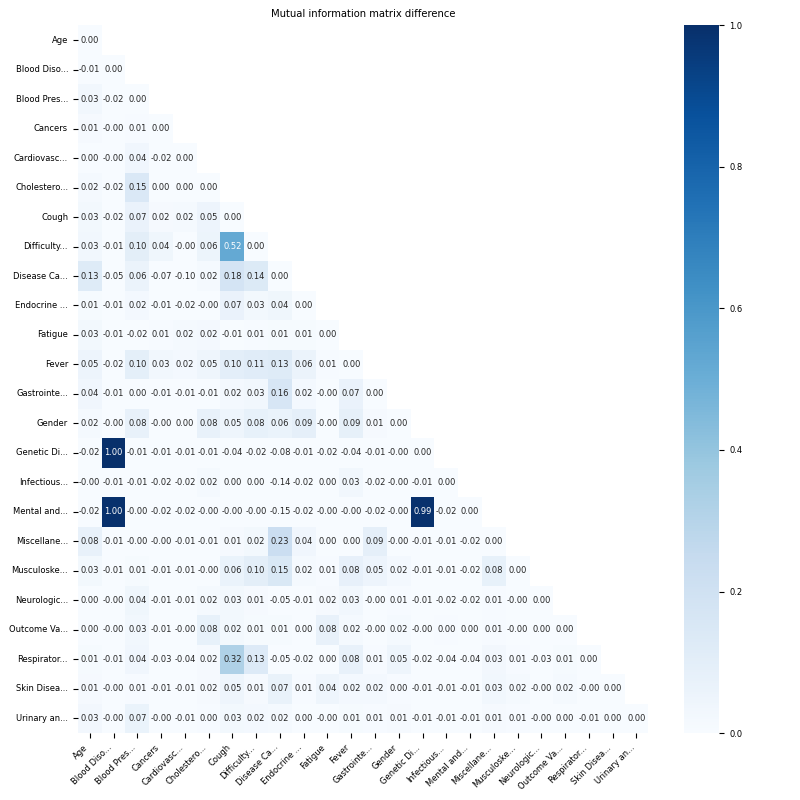 Mutual information matrix difference
Age 0.00
Blood Diso... -0.01 0.00
Blood Pres... 0.03 -0.02 0.00
Cancers 0.01 -0.00 0.01 0.00
Cardiovasc... 0.00 -0.00 0.04 -0.02 0.00
Cholestero... 0.02 -0.02 0.15 0.00 0.00 0.00
Cough 0.03 -0.02 0.07 0.02 0.02 0.05 0.00
Difficulty... 0.03 -0.01 0.10 0.04 -0.00 0.06 0.52 0.00
Disease Ca... 0.13 -0.05 0.06 -0.07 -0.10 0.02 0.18 0.14 0.00
Endocrine ... 0.01 -0.01 0.02 -0.01 -0.02 -0.00 0.07 0.03 0.04 0.00
Fatigue 0.03 -0.01 -0.02 0.01 0.02 0.02 -0.01 0.01 0.01 0.01 0.00
Fever 0.05 -0.02 0.10 0.03 0.02 0.05 0.10 0.11 0.13 0.06 0.01 0.00
Gastrointe... 0.04 -0.01 0.00 -0.01 -0.01 -0.01 0.02 0.03 0.16 0.02 -0.00 0.07 0.00
Gender 0.02 -0.00 0.08 -0.00 0.00 0.08 0.05 0.08 0.06 0.09 -0.00 0.09 0.01 0.00
Genetic Di... -0.02 1.00 -0.01 -0.01 -0.01 -0.01 -0.04 -0.02 -0.08 -0.01 -0.02 -0.04 -0.01 -0.00 0.00
Infectious... -0.00 -0.01 -0.01 -0.02 -0.02 0.02 0.00 0.00 -0.14 -0.02 0.00 0.03 -0.02 -0.00 -0.01 0.00
Mental and... -0.02 1.00 -0.00 -0.02 -0.02 -0.00 -0.00 -0.00 -0.15 -0.02 -0.00 -0.00 -0.02 -0.00 0.99 -0.02 0.00
Miscellane... 0.08 -0.01 -0.00 -0.00 -0.01 -0.01 0.01 0.02 0.23 0.04 0.00 0.00 0.09 -0.00 -0.01 -0.01 -0.02 0.00
Musculoske... 0.03 -0.01 0.01 -0.01 -0.01 -0.00 0.06 0.10 0.15 0.02 0.01 0.08 0.05 0.02 -0.01 -0.01 -0.02 0.08 0.00
Neurologic... 0.00 -0.00 0.04 -0.01 -0.01 0.02 0.03 0.01 -0.05 -0.01 0.02 0.03 -0.00 0.01 -0.01 -0.02 -0.02 0.01 -0.00 0.00
Outcome Va... 0.00 -0.00 0.03 -0.01 -0.00 0.08 0.02 0.01 0.01 0.00 0.08 0.02 -0.00 0.02 -0.00 0.00 0.00 0.01 -0.00 -0.00 0.00
Respirator... 0.01 -0.01 0.04 -0.03 -0.04 0.02 0.32 0.13 -0.05 -0.02 0.00 0.08 0.01 0.05 -0.02 -0.04 -0.04 0.03 0.01 -0.03 0.01 0.00
Skin Disea... 0.01 -0.00 0.01 -0.01 -0.01 0.02 0.05 0.01 0.07 0.01 0.04 0.02 0.02 0.00 -0.01 -0.01 -0.01 0.03 0.02 -0.00 0.02 -0.00 0.00
Urinary an... 0.03 -0.00 0.07 -0.00 -0.01 0.00 0.03 0.02 0.02 0.00 -0.00 0.01 0.01 0.01 -0.01 -0.01 -0.01 0.01 0.01 -0.00 0.00 -0.01 0.00 0.00
Age Blood Diso... Blood Pres... Cancers Cardiovasc... Cholestero... Cough Difficulty... Disease Ca... Endocrine ... Fatigue Fever Gastrointe... Gender Genetic Di... Infectious... Mental and... Miscellane... Musculoske... Neurologic... Outcome Va... Respirator... Skin Disea... Urinary an...
1.0
0.8
0.6
0.4
0.2
0.0